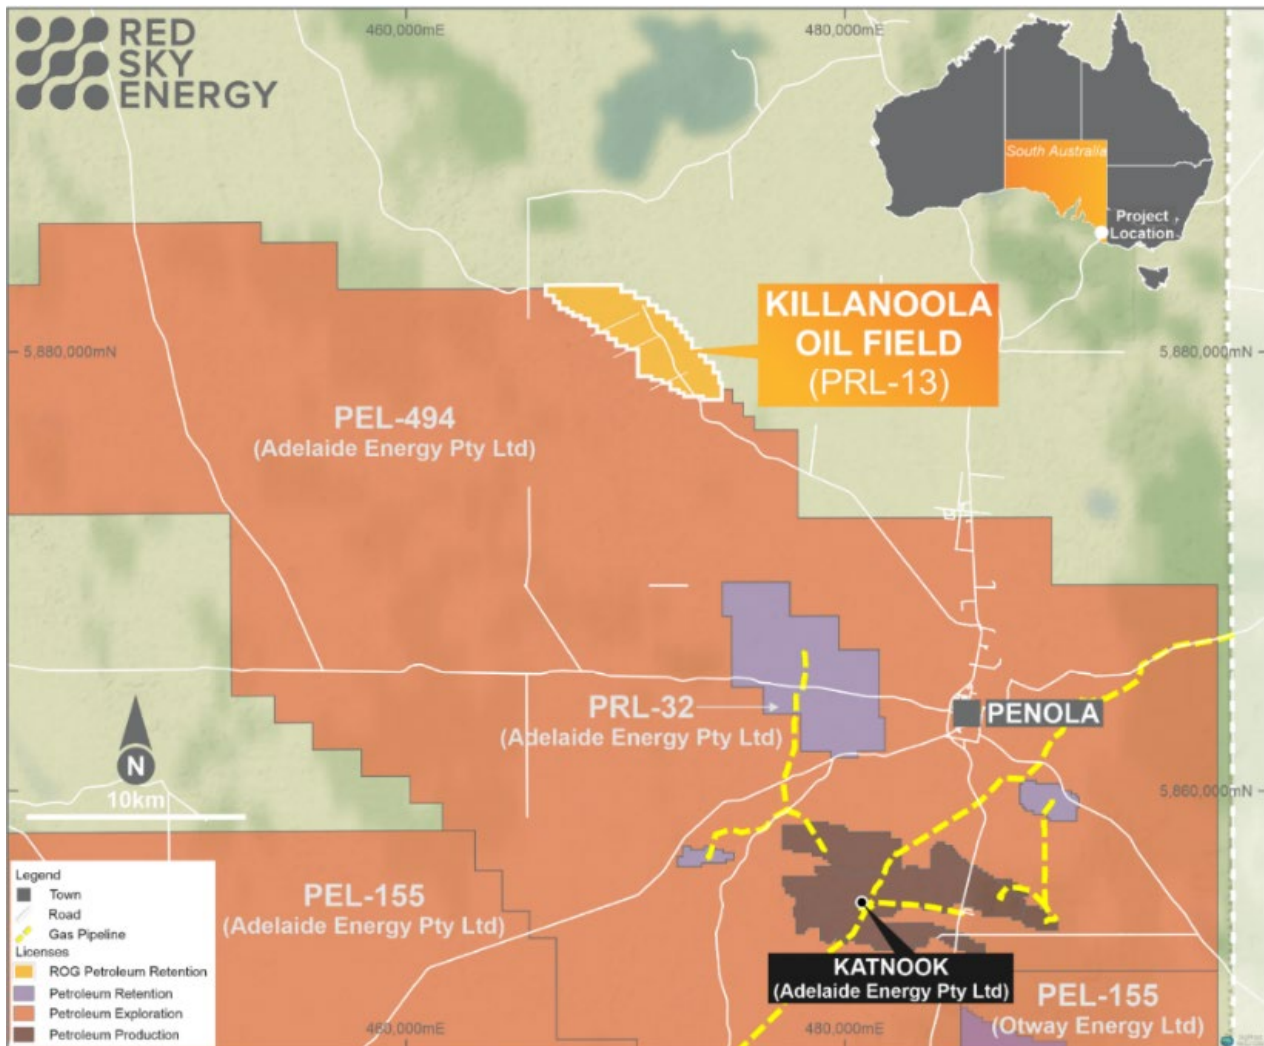 RED
SKY
ENERGY
460,000mE
480,000mE
South Australia
Project
Location
KILLANOOLA
OIL FIELD
(PRL-13)
5,880,000mN
5,880,000mN
PEL-494
(Adelaide Energy Pty Ltd)
PRL-32
(Adelaide Energy Pty Ltd)
PENOLA
N
10km
5,860,000mN
PEL-155
(Adelaide Energy Pty Ltd)
KATNOOK
(Adelaide Energy Pty Ltd)
PEL-155
(Otway Energy Ltd)
460,000mE
480,000mE
Legend
Town
Road
Gas Pipeline
Licenses
ROG Petroleum Retention
Petroleum Retention
Petroleum Exploration
Petroleum Production